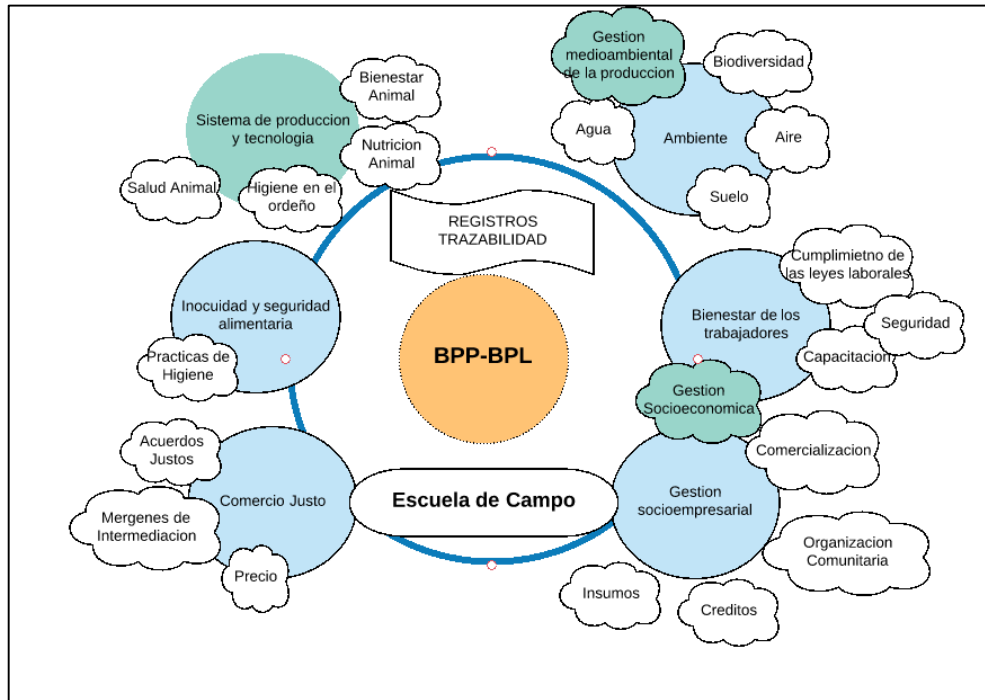 Gestion
medioambiental
de la produccion
Biodiversidad
Agua
Ambiente
Aire
Suelo
Bienestar
Animal
Sistema de produccion
y tecnologia
Nutricion
Animal
Salud Animal
Higiene en el
ordeño
REGISTROS
TRAZABILIDAD
Cumplimietno de
las leyes laborales
Bienestar de los
trabajadores
Seguridad
Capacitacion
Inocuidad y seguridad
alimentaria
Practicas de
Higiene
BPP-BPL
Gestion
Socioeconomica
Acuerdos
Justos
Comercio Justo
Mergenes de
Intermediacion
Precio
Escuela de Campo
Gestion
socioempresarial
Comercializacion
Organizacion
Comunitaria
Insumos
Creditos